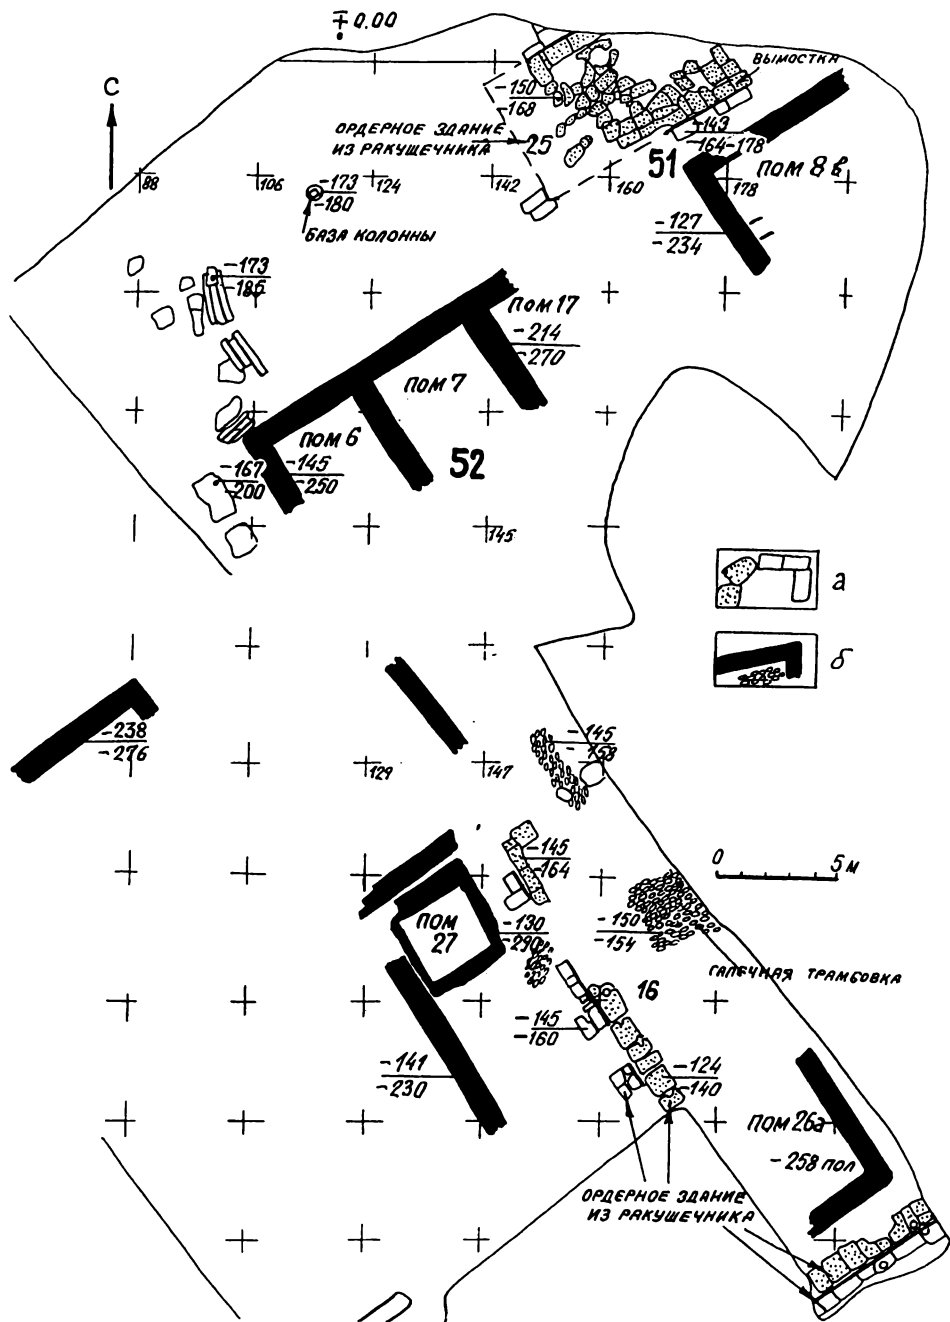 ∓ 0.00
С
ВЫМОСТКА
-150
-168
ОРДЕРНОЕ ЗДАНИЕ
ИЗ РАКУШЕЧНИКА
25
-143
-164-178
51
ПОМ 8в
88
106
124
142
160
178
-173
-180
БАЗА КОЛОННЫ
-127
-234
-173
-186
ПОМ 17
-214
-270
ПОМ 7
ПОМ 6
52
-167
-200
-145
-250
145
а
б
-238
-276
-145
-158
129
147
-145
-164
0
5 м
ПОМ
27
-130
-290
-150
-154
ГАЛЕЧНАЯ ТРАМБОВКА
16
-145
-160
-141
-230
-124
-140
ПОМ 26а
-258 ПОЛ
ОРДЕРНОЕ ЗДАНИЕ
ИЗ РАКУШЕЧНИКА